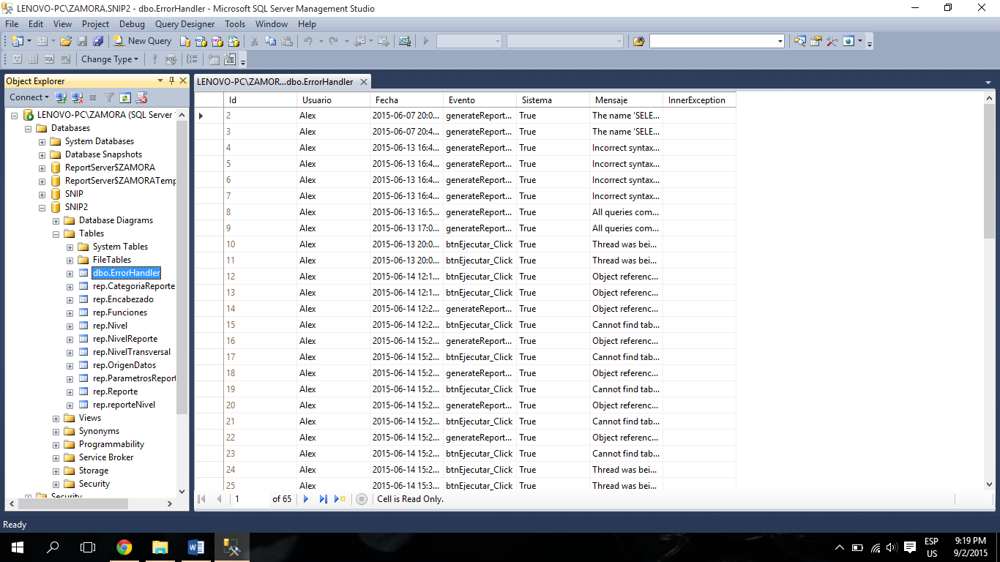 LENOVO-PC\ZAMORA.SNIP2 - dbo.ErrorHandler - Microsoft SQL Server Management Studio
File Edit View Project Debug Query Designer Tools Window Help
New Query
Change Type
Object Explorer
Connect
LENOVO-PC\ZAMORA (SQL Server
Databases
System Databases
Database Snapshots
ReportServer$ZAMORA
ReportServer$ZAMORATemp
SNIP
SNIP2
Database Diagrams
Tables
System Tables
FileTables
dbo.ErrorHandler
rep.CategoriaReporte
rep.Encabezado
rep.Funciones
rep.Nivel
rep.NivelReporte
rep.NivelTransversal
rep.OrigenDatos
rep.ParametrosReport
rep.Reporte
rep.reporteNivel
Views
Synonyms
Programmability
Service Broker
Storage
Security
Security
LENOVO-PC\ZAMOR...dbo.ErrorHandler
Id Usuario Fecha Evento Sistema Mensaje InnerException
2 Alex 2015-06-07 20:0... generateReport... True The name 'SELE...
3 Alex 2015-06-07 20:4... generateReport... True The name 'SELE...
4 Alex 2015-06-13 16:4... generateReport... True Incorrect syntax...
5 Alex 2015-06-13 16:4... generateReport... True Incorrect syntax...
6 Alex 2015-06-13 16:4... generateReport... True Incorrect syntax...
7 Alex 2015-06-13 16:4... generateReport... True Incorrect syntax...
8 Alex 2015-06-13 16:5... generateReport... True All queries com...
9 Alex 2015-06-13 17:0... generateReport... True All queries com...
10 Alex 2015-06-13 20:0... btnEjecutar_Click True Thread was bei...
11 Alex 2015-06-13 20:0... btnEjecutar_Click True Thread was bei...
12 Alex 2015-06-14 12:1... btnEjecutar_Click True Object referenc...
13 Alex 2015-06-14 12:1... btnEjecutar_Click True Object referenc...
14 Alex 2015-06-14 12:2... generateReport... True Object referenc...
15 Alex 2015-06-14 12:2... btnEjecutar_Click True Cannot find tab...
16 Alex 2015-06-14 15:2... generateReport... True Object referenc...
17 Alex 2015-06-14 15:2... btnEjecutar_Click True Cannot find tab...
18 Alex 2015-06-14 15:2... generateReport... True Object referenc...
19 Alex 2015-06-14 15:2... btnEjecutar_Click True Cannot find tab...
20 Alex 2015-06-14 15:2... generateReport... True Object referenc...
21 Alex 2015-06-14 15:2... btnEjecutar_Click True Cannot find tab...
22 Alex 2015-06-14 15:2... generateReport... True Object referenc...
23 Alex 2015-06-14 15:2... btnEjecutar_Click True Cannot find tab...
24 Alex 2015-06-14 15:2... btnEjecutar_Click True Thread was bei...
25 Alex 2015-06-14 15:3... btnEjecutar_Click True Thread was bei...
1 of 65 Cell is Read Only.
Ready
ESP 9:19 PM
US 9/2/2015